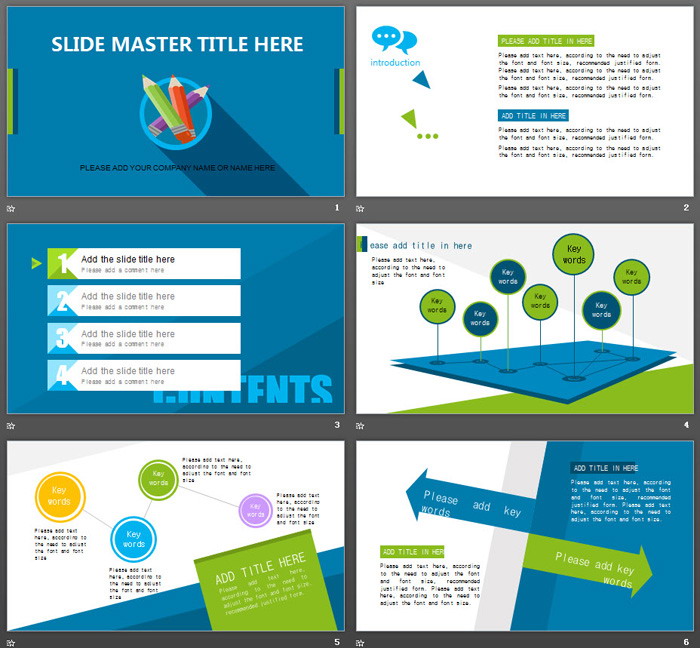 SLIDE MASTER TITLE HERE
PLEASE ADD YOUR COMPANY NAME OR NAME HERE
1
introduction
PLEASE ADD TITLE IN HERE
Please add text here, according to the need to adjust
the font and font size, recommended justified form.
Please add text here, according to the need to adjust
the font and font size, recommended justified form.
Please add text here, according to the need to adjust
the font and font size, recommended justified form.
ADD TITLE IN HERE
Please add text here, according to the need to adjust
the font and font size, recommended justified form.
Please add text here, according to the need to adjust
the font and font size, recommended justified form.
2
1
Add the slide title here
Please add a comment here
2
Add the slide title here
Please add a comment here
3
Add the slide title here
Please add a comment here
4
Add the slide title here
Please add a comment here
CONTENTS
3
ease add title in here
Please add text here,
according to the need to
adjust the font and font
size
Key
words
Key
words
Key
words
Key
words
Key
words
Key
words
Key
words
4
Key
words
Please add text here,
according to the need to
adjust the font and font
size
Key
words
Please add text here,
according to the need to
adjust the font and font
size
Key
words
Please add text here,
according to the need to
adjust the font and font
size
Key
words
Please add text here,
according to the need to
adjust the font and font
size
ADD TITLE HERE
Please add text here,
according to the need to
adjust the font and font size,
recommended justified form.
5
Please add key
words
ADD TITLE IN HERE
Please add text here, according to
the need to adjust the font and
font size, recommended
justified form. Please add text
here, according to the need to
adjust the font and font size
ADD TITLE IN HERE
Please add text here, according to
the need to adjust the font
and font size, recommended
justified form. Please add text
here, according to the need to
adjust the font and font size.
Please add key
words
6